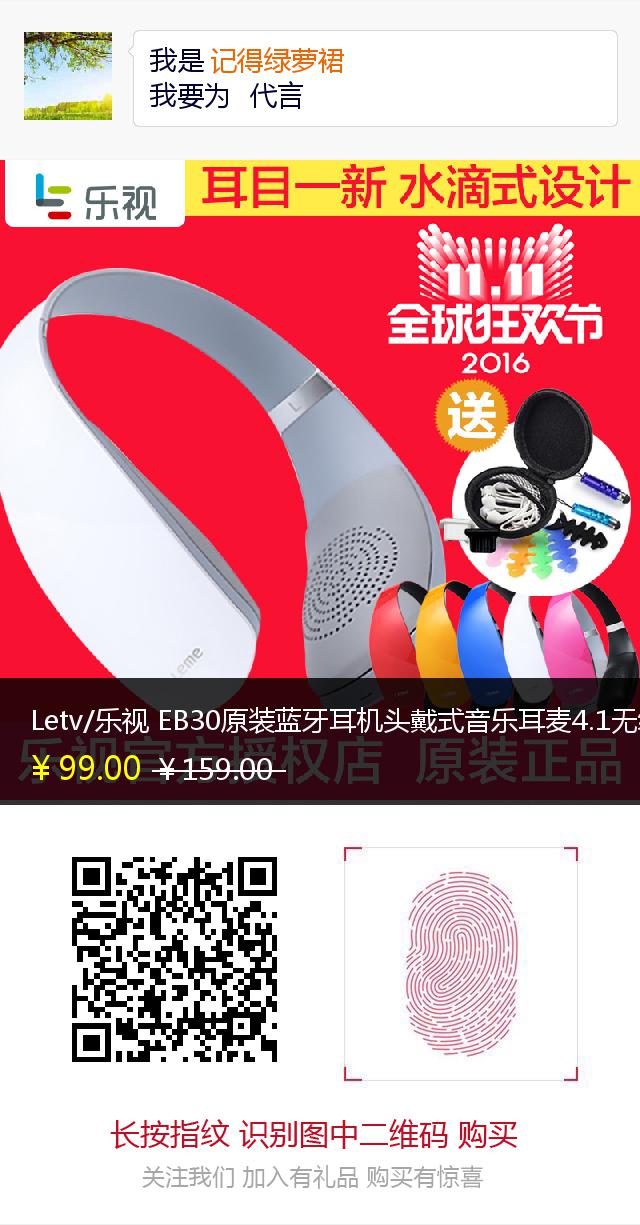 我是 记得绿萝裙
我要为 代言
乐视
耳目一新 水滴式设计
11.11
全球狂欢节
2016
送
L
Leme
Letv/乐视 EB30原装蓝牙耳机头戴式音乐耳麦4.1无
乐视官方授权店 原装正品
¥ 99.00 ¥ 159.00
长按指纹 识别图中二维码 购买
关注我们 加入有礼品 购买有惊喜